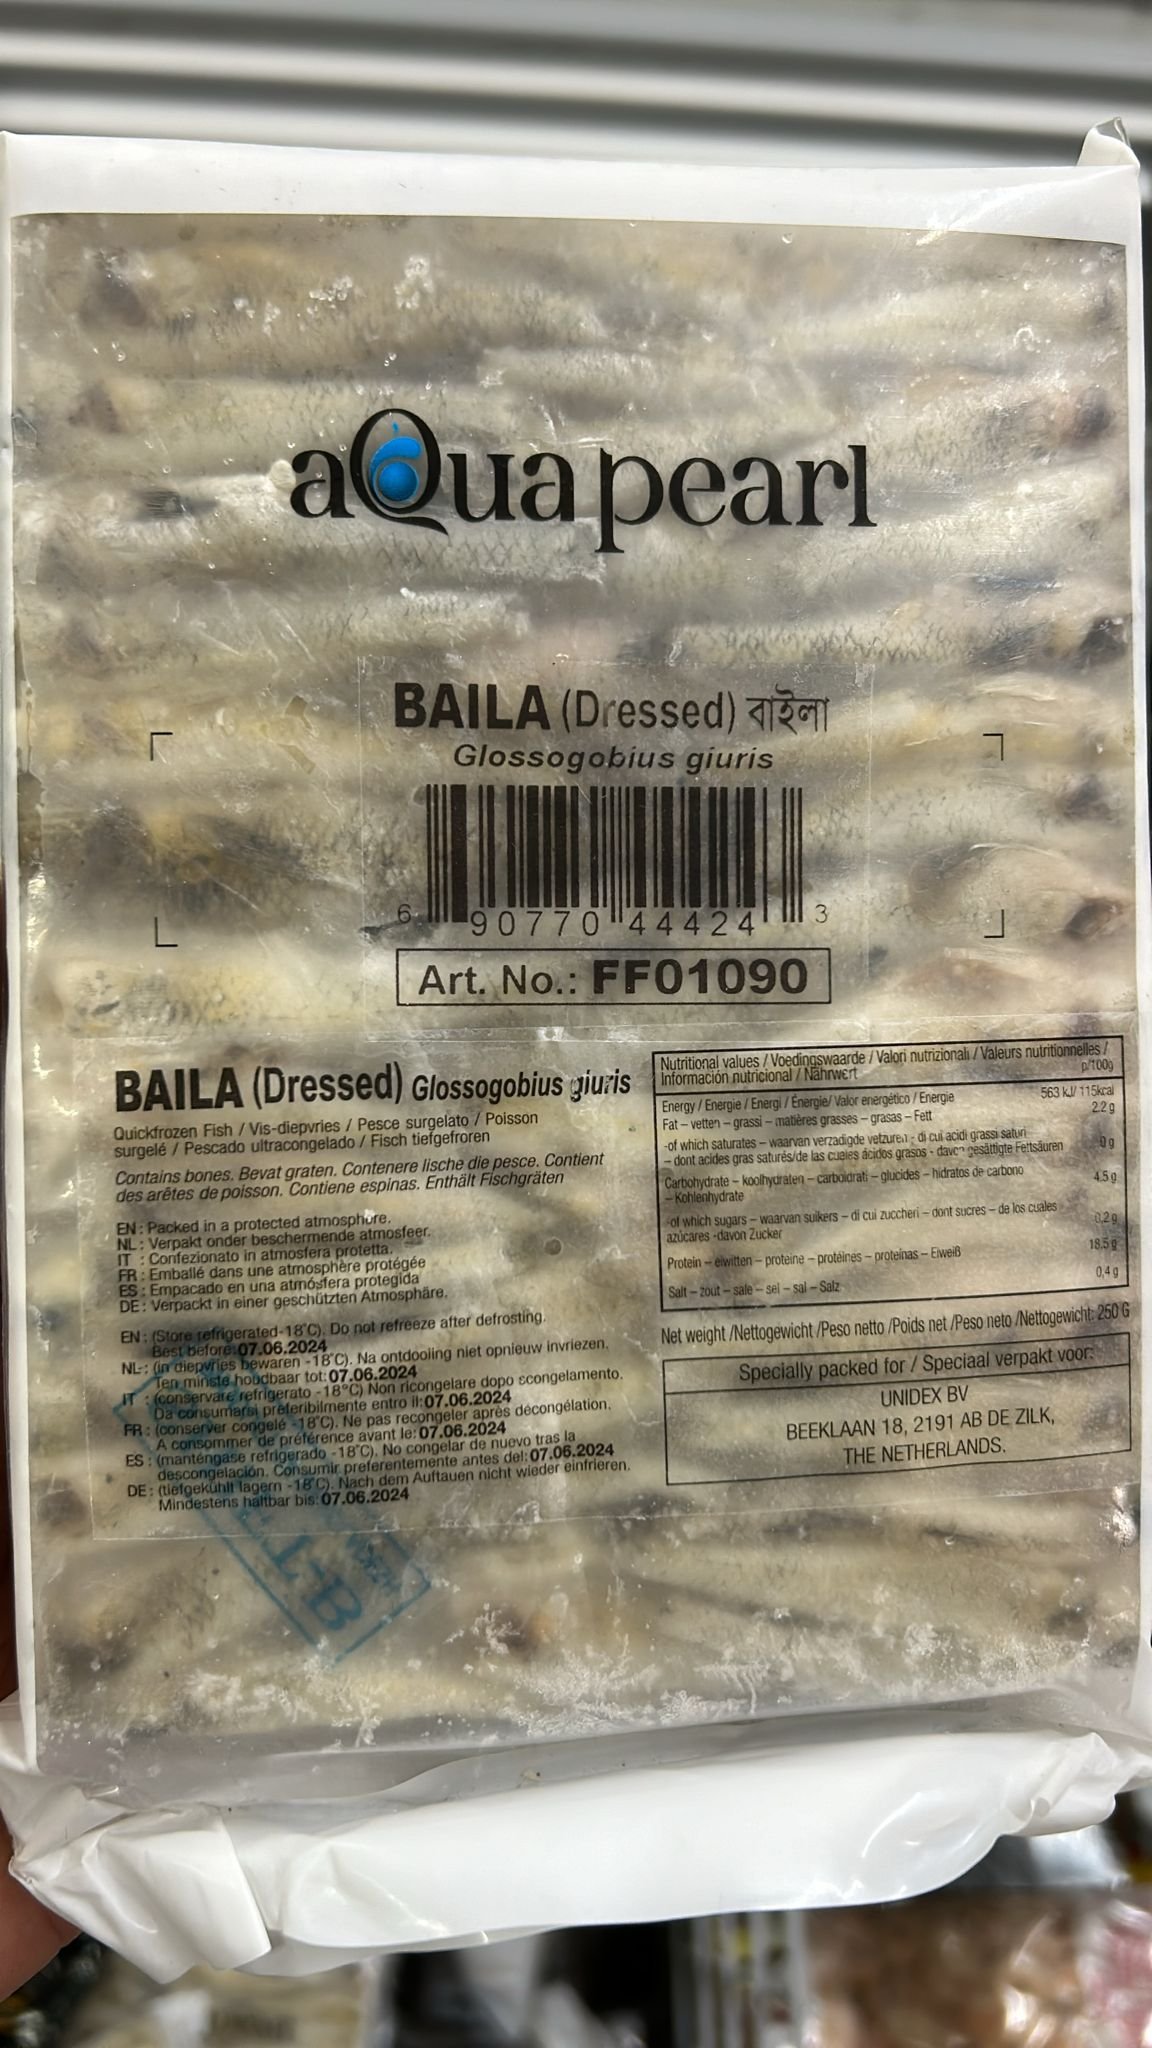 aQuapearl
BAILA (Dressed) বাইলা
Glossogobius giuris
6 90770 44424 3
Art. No.: FF01090
BAILA (Dressed) Glossogobius giuris
Quickfrozen Fish / Vis-diepvries / Pesce surgelato / Poisson
surgelé / Pescado ultracongelado / Fisch tiefgefroren
Contains bones. Bevat graten. Contenere lische die pesce. Contient
des arêtes de poisson. Contiene espinas. Enthält Fischgräten
EN : Packed in a protected atmosphere.
NL : Verpakt onder beschermende atmosfeer.
IT : Confezionato in atmosfera protetta.
FR : Emballé dans une atmosphère protégée
ES : Empacado en una atmósfera protegida
DE : Verpackt in einer geschützten Atmosphäre.
EN : (Store refrigerated-18°C). Do not refreeze after defrosting.
Best before: 07.06.2024
NL : (in diepvries bewaren -18°C). Na ontdooiing niet opnieuw invriezen.
Ten minste houdbaar tot: 07.06.2024
IT : (conservare refrigerato -18°C) Non ricongelare dopo scongelamento.
Da consumarsi preferibilmente entro il: 07.06.2024
FR : (conserver congelé -18°C). Ne pas recongeler après décongélation.
A consommer de préférence avant le: 07.06.2024
ES : (manténgase refrigerado -18°C). No congelar de nuevo tras la
descongelación. Consumir preferentemente antes del: 07.06.2024
DE : (tiefgekühlt lagern -18°C). Nach dem Auftauen nicht wieder einfrieren.
Mindestens haltbar bis: 07.06.2024
Nutritional values / Voedingswaarde / Valori nutrizionali / Valeurs nutritionnelles /
Información nutricional / Nährwert p/100g
Energy / Energie / Energi / Énergie/ Valor energético / Energie 563 kJ/ 115kcal
Fat – vetten – grassi – matières grasses – grasas – Fett 2.2 g
-of which saturates – waarvan verzadigde vetzuren - di cui acidi grassi saturi
– dont acides gras saturés/de las cuales ácidos grasos - davon gesättigte Fettsäuren 0 g
Carbohydrate – koolhydraten – carboidrati – glucides – hidratos de carbono
– Kohlenhydrate 4.5 g
-of which sugars – waarvan suikers – di cui zuccheri – dont sucres – de los cuales
azúcares -davon Zucker 0,2 g
Protein – eiwitten – proteine – protéines – proteínas – Eiweiß 18.5 g
Salt – zout – sale – sel – sal – Salz 0,4 g
Net weight /Nettogewicht /Peso netto /Poids net /Peso neto /Nettogewicht: 250 G
Specially packed for / Speciaal verpakt voor:
UNIDEX BV
BEEKLAAN 18, 2191 AB DE ZILK,
THE NETHERLANDS.